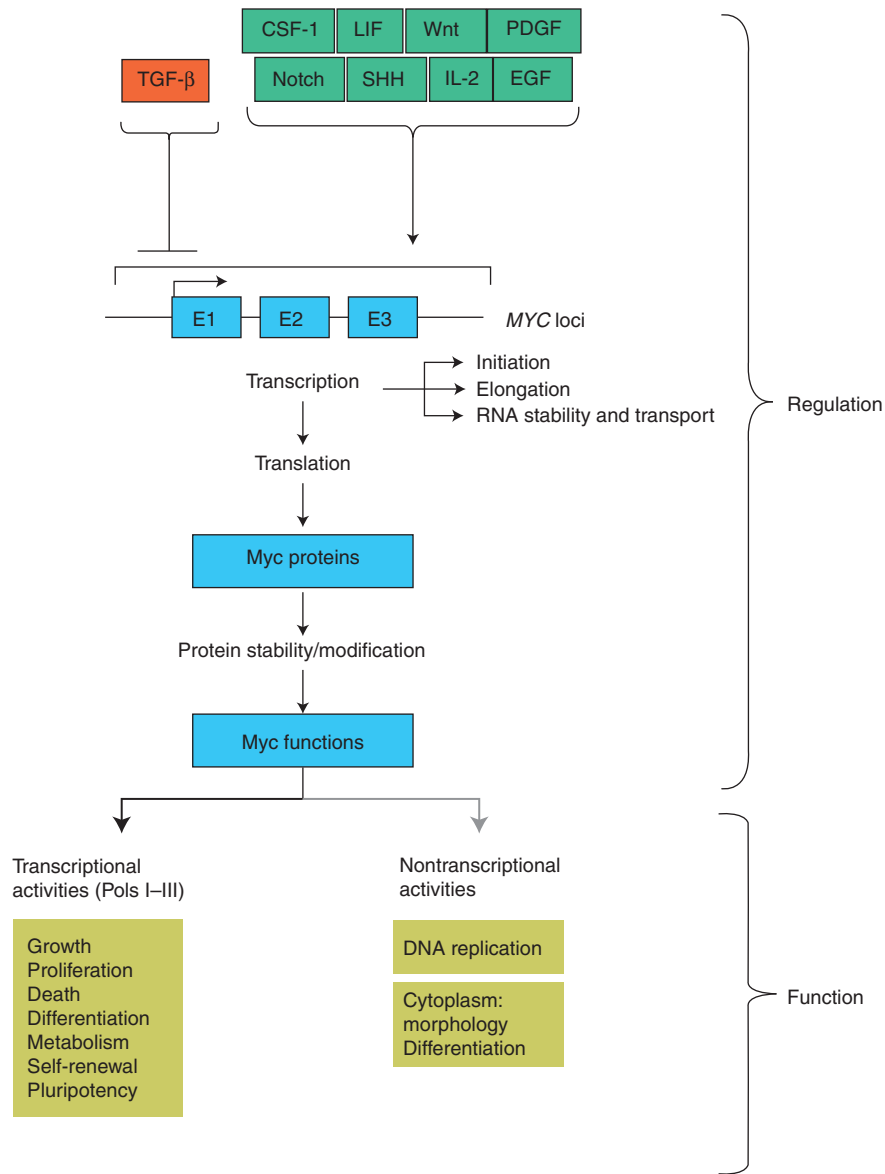 CSF-1 LIF Wnt PDGF
TGF-β Notch SHH IL-2 EGF
E1 E2 E3 MYC loci
Transcription
Initiation
Elongation
RNA stability and transport
Regulation
Translation
Myc proteins
Protein stability/modification
Myc functions
Transcriptional
activities (Pols I–III)
Growth
Proliferation
Death
Differentiation
Metabolism
Self-renewal
Pluripotency
Nontranscriptional
activities
DNA replication
Cytoplasm:
morphology
Differentiation
Function